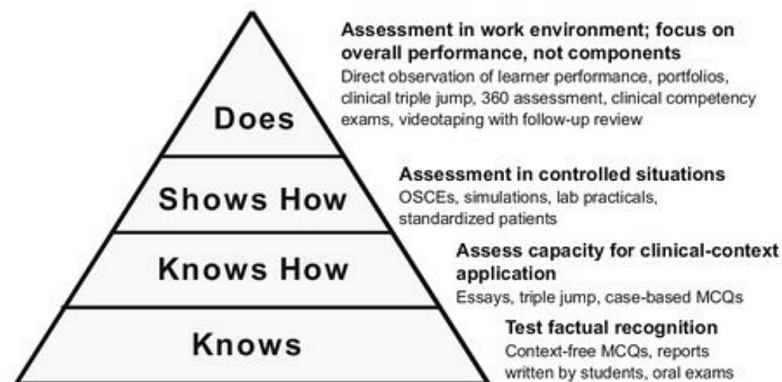 Assessment in work environment; focus on
overall performance, not components
Direct observation of learner performance, portfolios,
clinical triple jump, 360 assessment, clinical competency
exams, videotaping with follow-up review
Does
Assessment in controlled situations
OSCEs, simulations, lab practicals,
standardized patients
Shows How
Assess capacity for clinical-context
application
Essays, triple jump, case-based MCQs
Knows How
Test factual recognition
Context-free MCQs, reports
written by students, oral exams
Knows